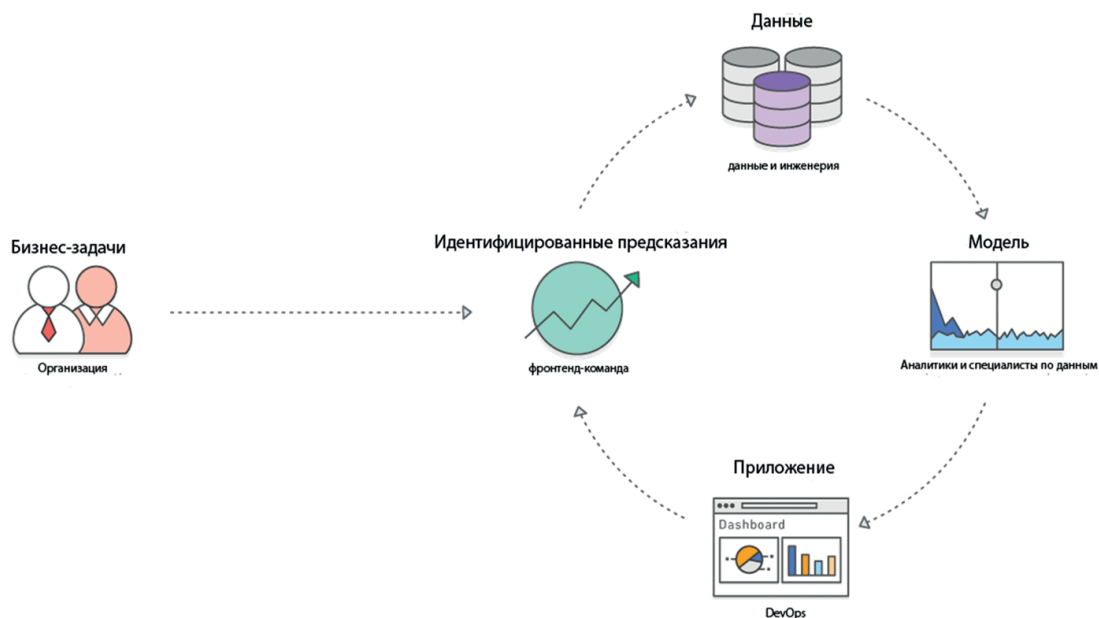 Данные
данные и инженерия
Бизнес-задачи
Организация
Идентифицированные предсказания
фронтенд-команда
Модель
Аналитики и специалисты по данным
Приложение
Dashboard
DevOps